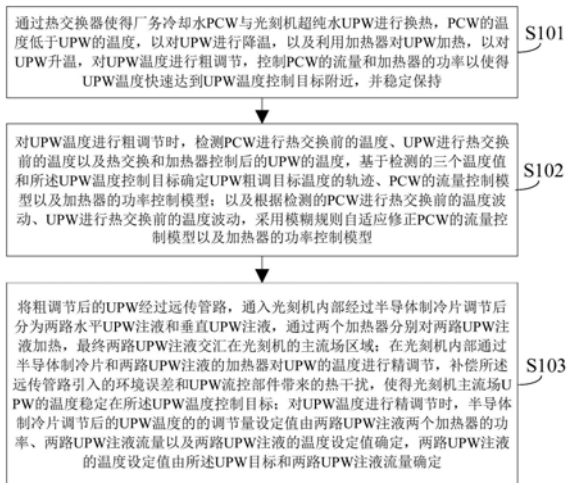 通过热交换器使得厂务冷却水PCW与光刻机超纯水UPW进行换热，PCW的温
度低于UPW的温度，以对UPW进行降温，以及利用加热器对UPW加热，以对
UPW升温，对UPW温度进行粗调节，控制PCW的流量和加热器的功率以使得
UPW温度快速达到UPW温度控制目标附近，并稳定保持
S101
对UPW温度进行粗调节时，检测PCW进行热交换前的温度、UPW进行热交换
前的温度以及热交换和加热器控制后的UPW的温度，基于检测的三个温度值
和所述UPW温度控制目标确定UPW粗调目标温度的轨迹、PCW的流量控制模
型以及加热器的功率控制模型；以及根据检测的PCW进行热交换前的温度波
动、UPW进行热交换前的温度波动，采用模糊规则自适应修正PCW的流量控
制模型以及加热器的功率控制模型
S102
将粗调节后的UPW经过远传管路，通入光刻机内部经过半导体制冷片调节后
分为两路水平UPW注液和垂直UPW注液，通过两个加热器分别对两路UPW注
液加热，最终两路UPW注液交汇在光刻机的主流场区域；在光刻机内部通过
半导体制冷片和两路UPW注液的加热器对UPW的温度进行精调节，补偿所述
远传管路引入的环境误差和UPW流控部件带来的热干扰，使得光刻机主流场U
PW的温度稳定在所述UPW温度控制目标；对UPW温度进行精调节时，半导体
制冷片调节后的UPW温度的的调节量设定值由两路UPW注液两个加热器的功
率、两路UPW注液流量以及两路UPW注液的温度设定值确定，两路UPW注液
的温度设定值由所述UPW目标和两路UPW注液流量确定
S103